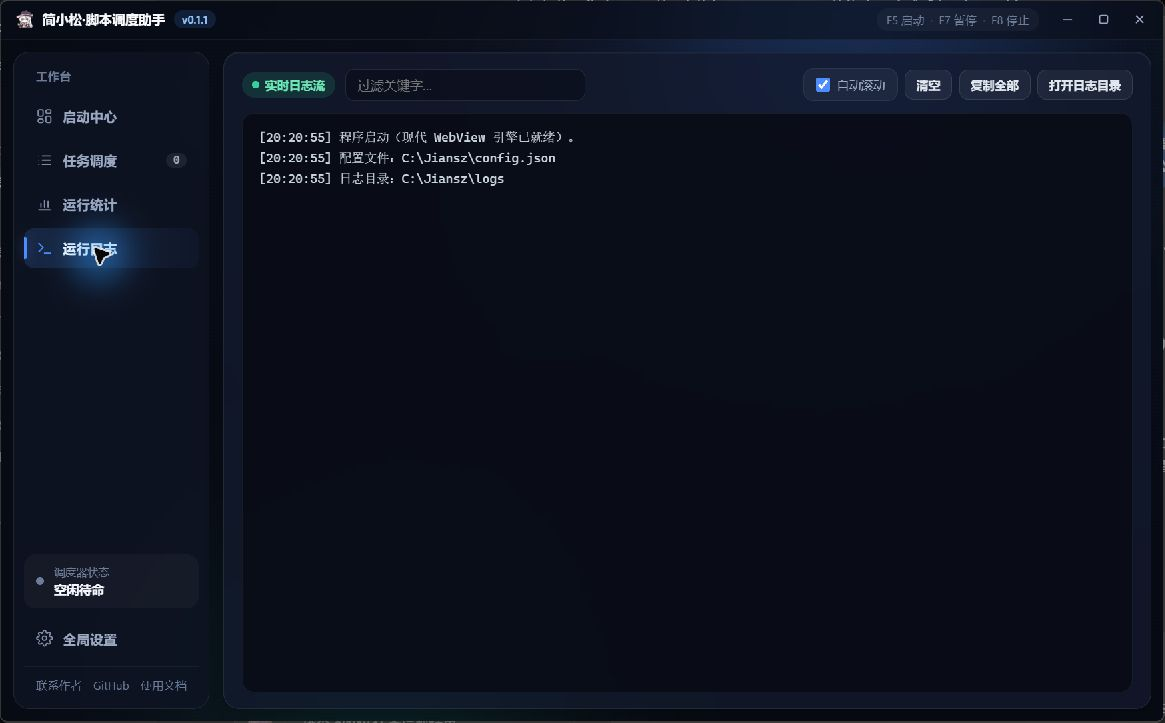 简小松·脚本调度助手 v0.1.1
F5 启动 · F7 暂停 · F8 停止
工作台
启动中心
任务调度 0
运行统计
运行日志
调度器状态
空闲待命
全局设置
联系作者 GitHub 使用文档
实时日志流 过滤关键字... 自动滚动 清空 复制全部 打开日志目录
[20:20:55] 程序启动（现代 WebView 引擎已就绪）。
[20:20:55] 配置文件：C:\Jiansz\config.json
[20:20:55] 日志目录：C:\Jiansz\logs